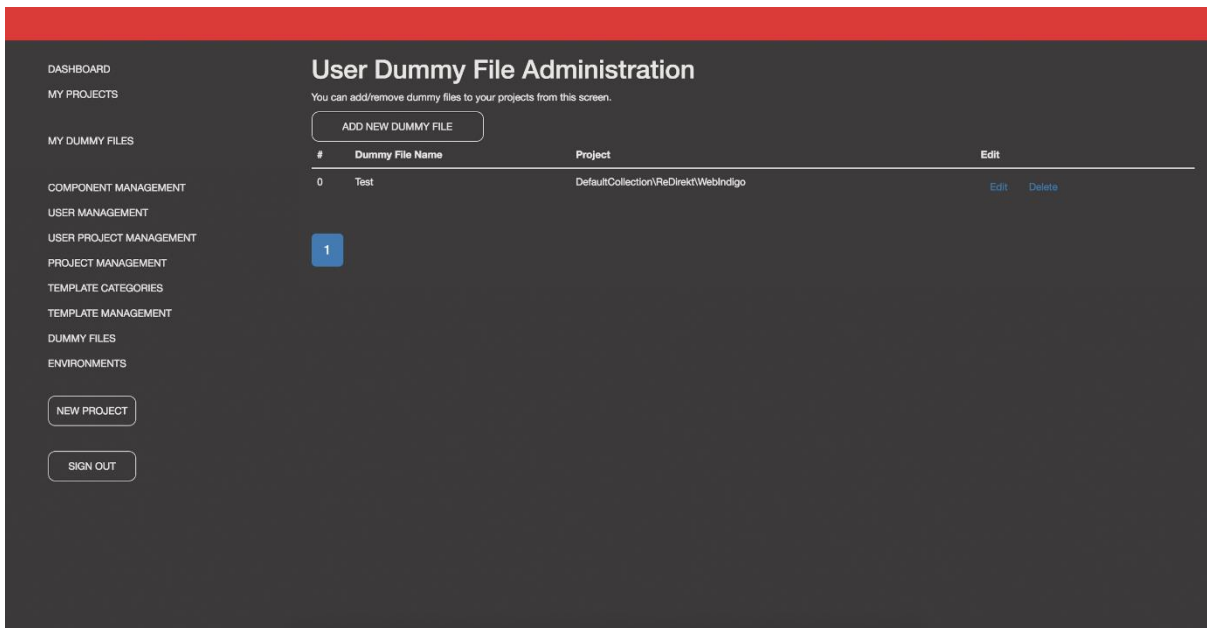 DASHBOARD
MY PROJECTS
MY DUMMY FILES
COMPONENT MANAGEMENT
USER MANAGEMENT
USER PROJECT MANAGEMENT
PROJECT MANAGEMENT
TEMPLATE CATEGORIES
TEMPLATE MANAGEMENT
DUMMY FILES
ENVIRONMENTS
NEW PROJECT
SIGN OUT
User Dummy File Administration
You can add/remove dummy files to your projects from this screen.
ADD NEW DUMMY FILE
# Dummy File Name Project Edit
0 Test DefaultCollection\ReDirekt\WebIndigo Edit Delete
1